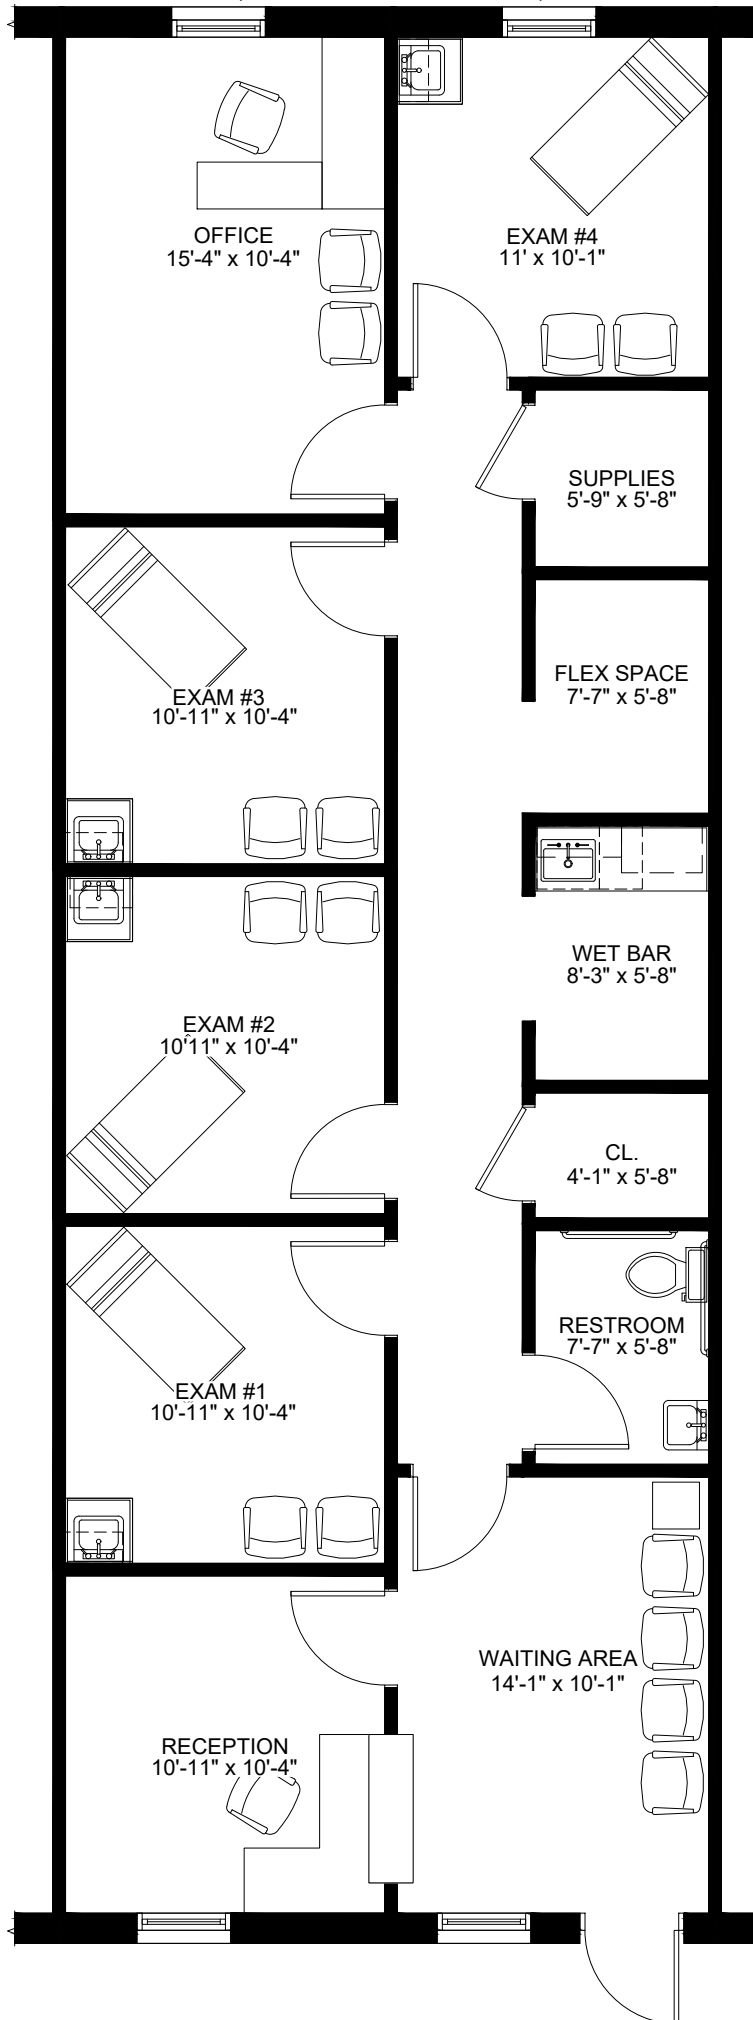 OFFICE
15'-4" x 10'-4"
EXAM #4
11' x 10'-1"
SUPPLIES
5'-9" x 5'-8"
EXAM #3
10'-11" x 10'-4"
FLEX SPACE
7'-7" x 5'-8"
WET BAR
8'-3" x 5'-8"
EXAM #2
10'11" x 10'-4"
CL.
4'-1" x 5'-8"
RESTROOM
7'-7" x 5'-8"
EXAM #1
10'-11" x 10'-4"
WAITING AREA
14'-1" x 10'-1"
RECEPTION
10'-11" x 10'-4"